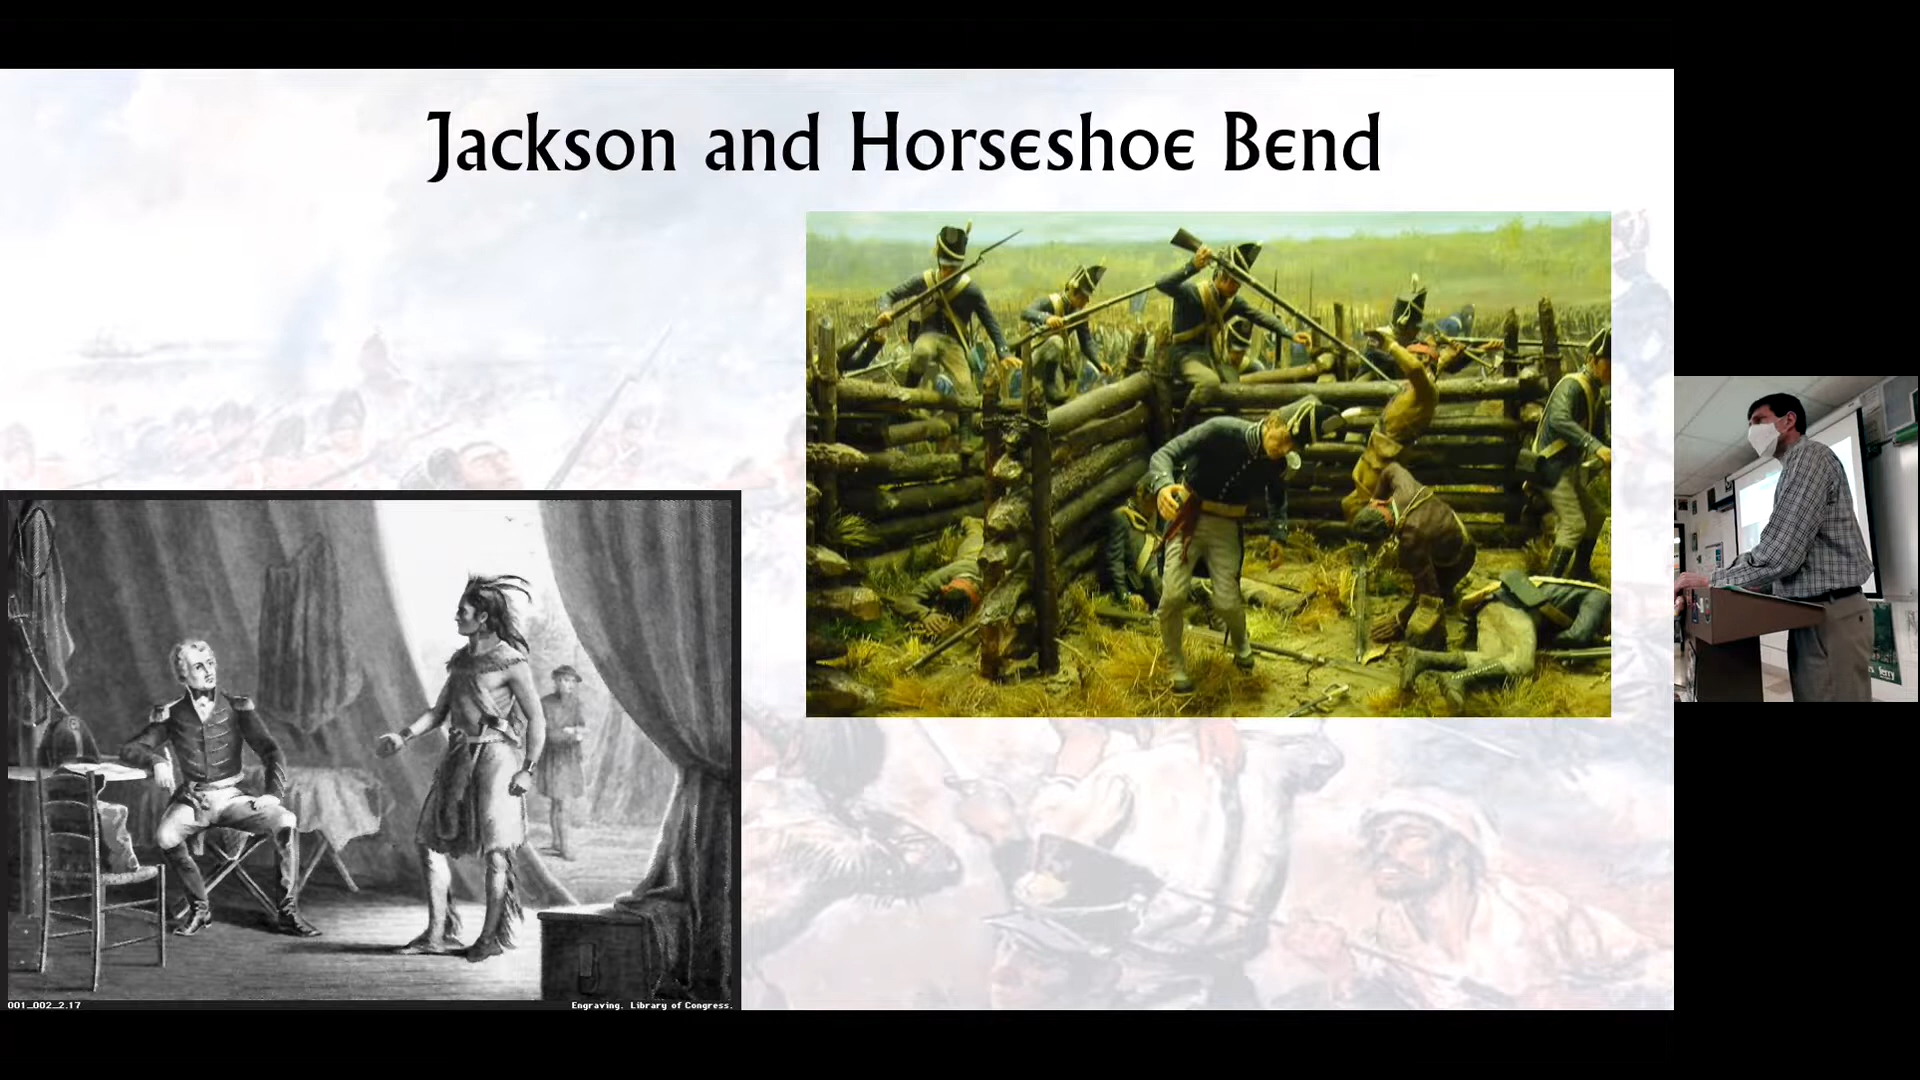 Jackson and Horseshoe Bend
001_002_2.17
Engraving. Library of Congress.